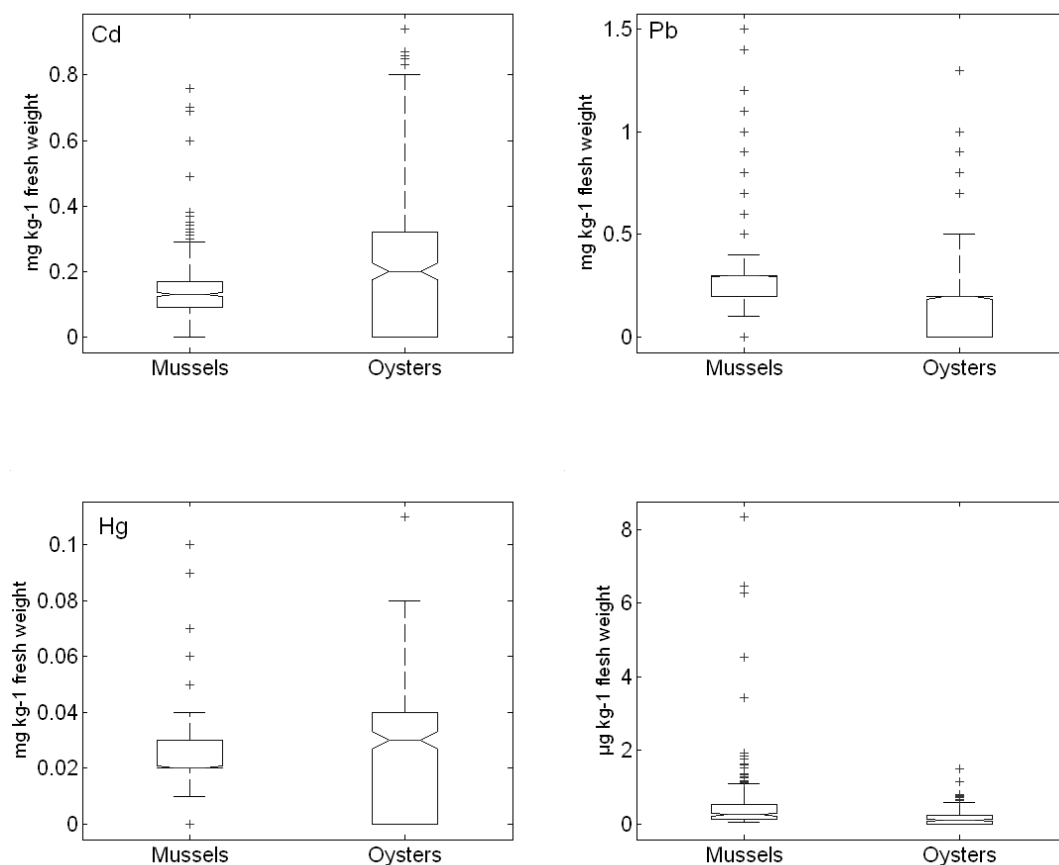 Cd
mg kg-1 fresh weight
0.8
0.6
0.4
0.2
0
Mussels Oysters
Pb
mg kg-1 flesh weight
1.5
1
0.5
0
Mussels Oysters
Hg
mg kg-1 fresh weight
0.1
0.08
0.06
0.04
0.02
0
Mussels Oysters
µg kg-1 flesh weight
8
6
4
2
0
Mussels Oysters